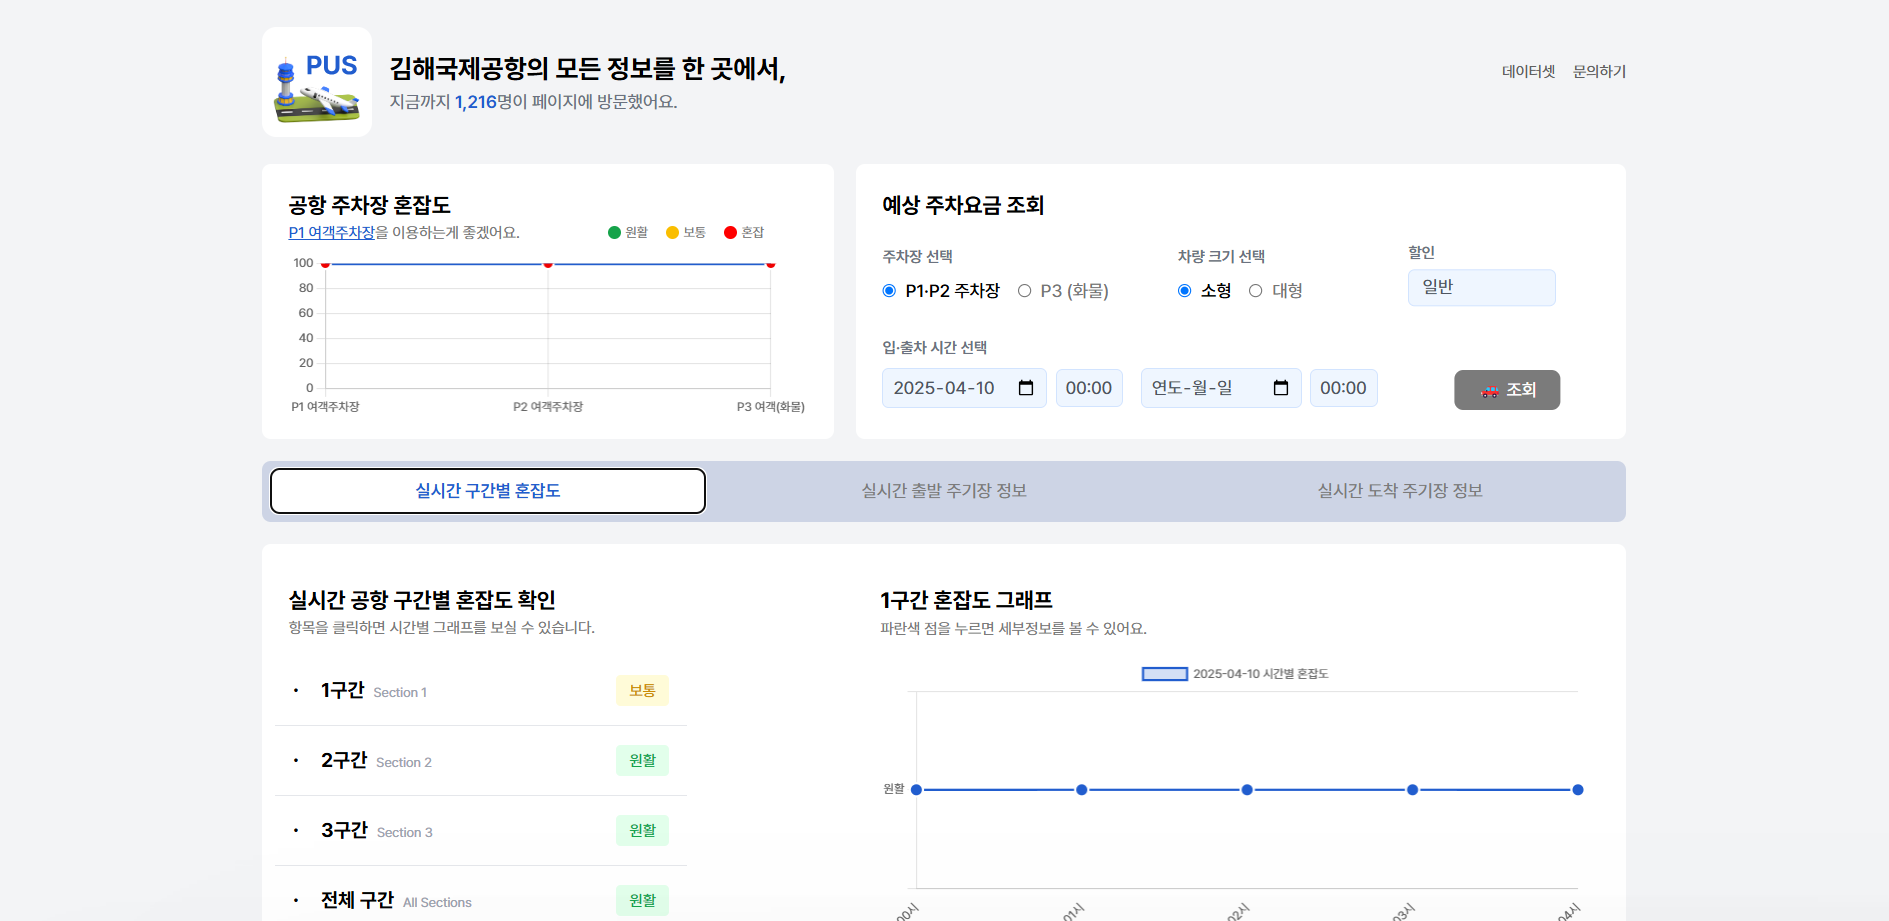 PUS
김해국제공항의 모든 정보를 한 곳에서,
지금까지 1,216명이 페이지에 방문했어요.
데이터셋 문의하기
공항 주차장 혼잡도
P1 여객주차장을 이용하는게 좋겠어요.
원활 보통 혼잡
100
80
60
40
20
0
P1 여객주차장 P2 여객주차장 P3 여객(화물)
예상 주차요금 조회
주차장 선택 차량 크기 선택 할인
P1·P2 주차장 P3 (화물) 소형 대형 일반
입·출차 시간 선택
2025-04-10 00:00 연도-월-일 00:00 조회
실시간 구간별 혼잡도 실시간 출발 주기장 정보 실시간 도착 주기장 정보
실시간 공항 구간별 혼잡도 확인
항목을 클릭하면 시간별 그래프를 보실 수 있습니다.
· 1구간 Section 1 보통
· 2구간 Section 2 원활
· 3구간 Section 3 원활
· 전체 구간 All Sections 원활
1구간 혼잡도 그래프
파란색 점을 누르면 세부정보를 볼 수 있어요.
2025-04-10 시간별 혼잡도
원활
00시 01시 02시 03시 04시